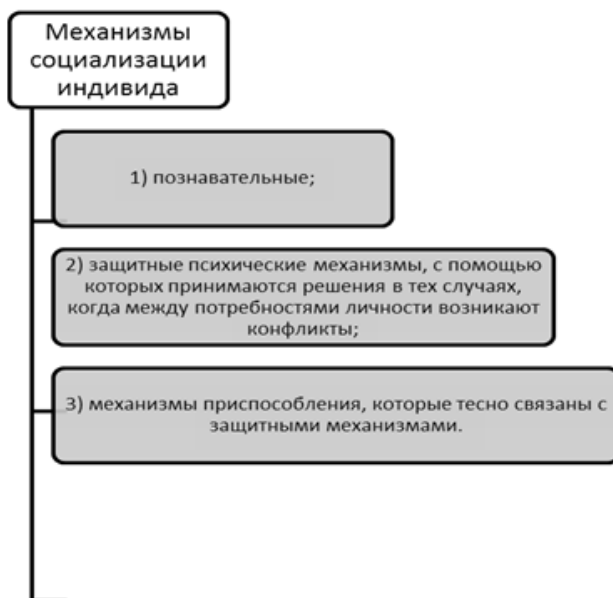 Механизмы
социализации
индивида
1) познавательные;
2) защитные психические механизмы, с помощью
которых принимаются решения в тех случаях,
когда между потребностями личности возникают
конфликты;
3) механизмы приспособления, которые тесно связаны с
защитными механизмами.